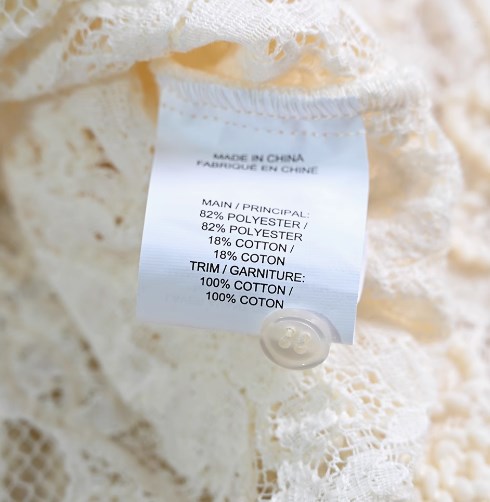 MADE IN CHINA
FABRIQUÉ EN CHINE
MAIN / PRINCIPAL:
82% POLYESTER /
82% POLYESTER
18% COTTON /
18% COTON
TRIM / GARNITURE:
100% COTTON /
100% COTON